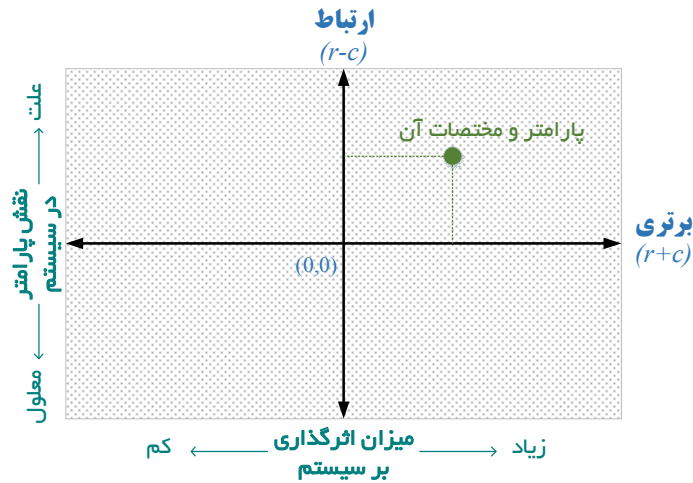 ارتباط
(r-c)
پارامتر و مختصات آن
برتری
(r+c)
(0,0)
علت
نقش پارامتر
در سیستم
معلول
زیاد
میزان اثرگذاری
بر سیستم
کم